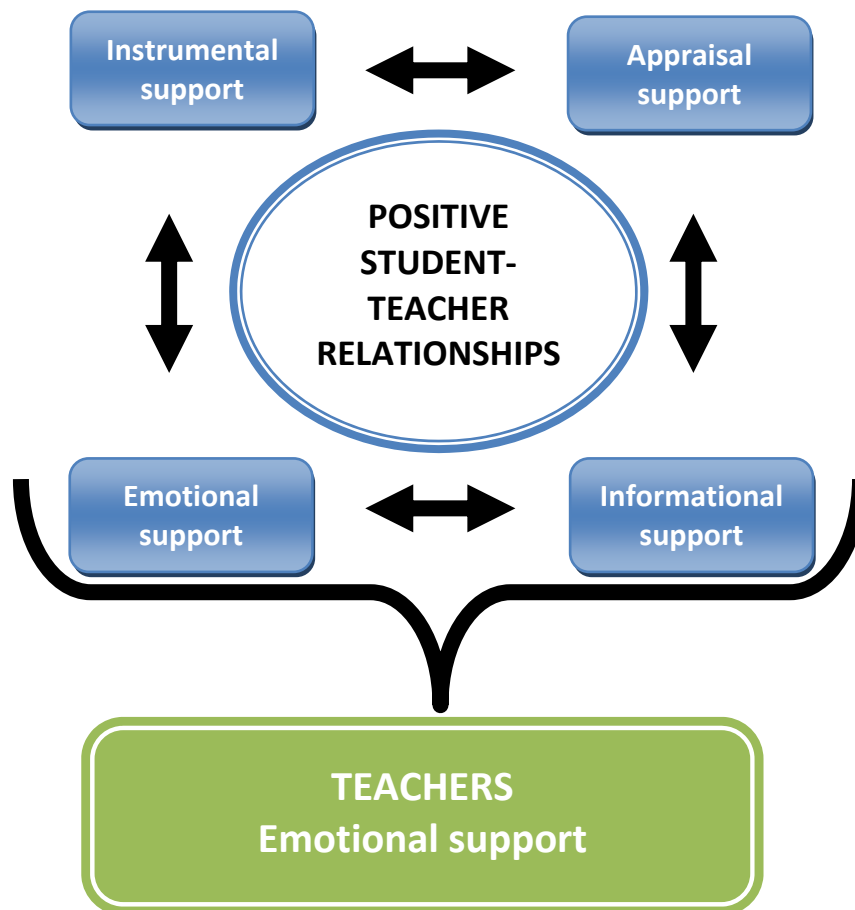 Instrumental
support
Appraisal
support
POSITIVE
STUDENT-
TEACHER
RELATIONSHIPS
Emotional
support
Informational
support
TEACHERS
Emotional support